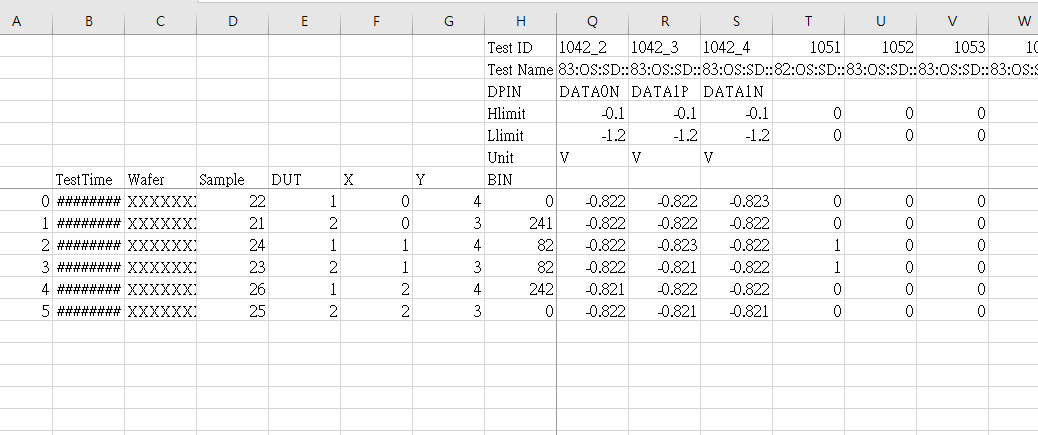 A B C D E F G H Q R S T U V W
Test ID 1042_2 1042_3 1042_4 1051 1052 1053
Test Name 83:OS:SD:: 83:OS:SD:: 83:OS:SD:: 82:OS:SD:: 83:OS:SD:: 83:OS:SD:: 83:OS:S
DPIN DATA0N DATA1P DATA1N
Hlimit -0.1 -0.1 -0.1 0 0 0
Llimit -1.2 -1.2 -1.2 0 0 0
Unit V V V
TestTime Wafer Sample DUT X Y BIN
0 ######## XXXXXX 22 1 0 4 0 -0.822 -0.822 -0.823 0 0 0
1 ######## XXXXXX 21 2 0 3 241 -0.822 -0.822 -0.822 0 0 0
2 ######## XXXXXX 24 1 1 4 82 -0.822 -0.823 -0.822 1 0 0
3 ######## XXXXXX 23 2 1 3 82 -0.822 -0.821 -0.822 1 0 0
4 ######## XXXXXX 26 1 2 4 242 -0.821 -0.822 -0.822 0 0 0
5 ######## XXXXXX 25 2 2 3 0 -0.822 -0.821 -0.821 0 0 0